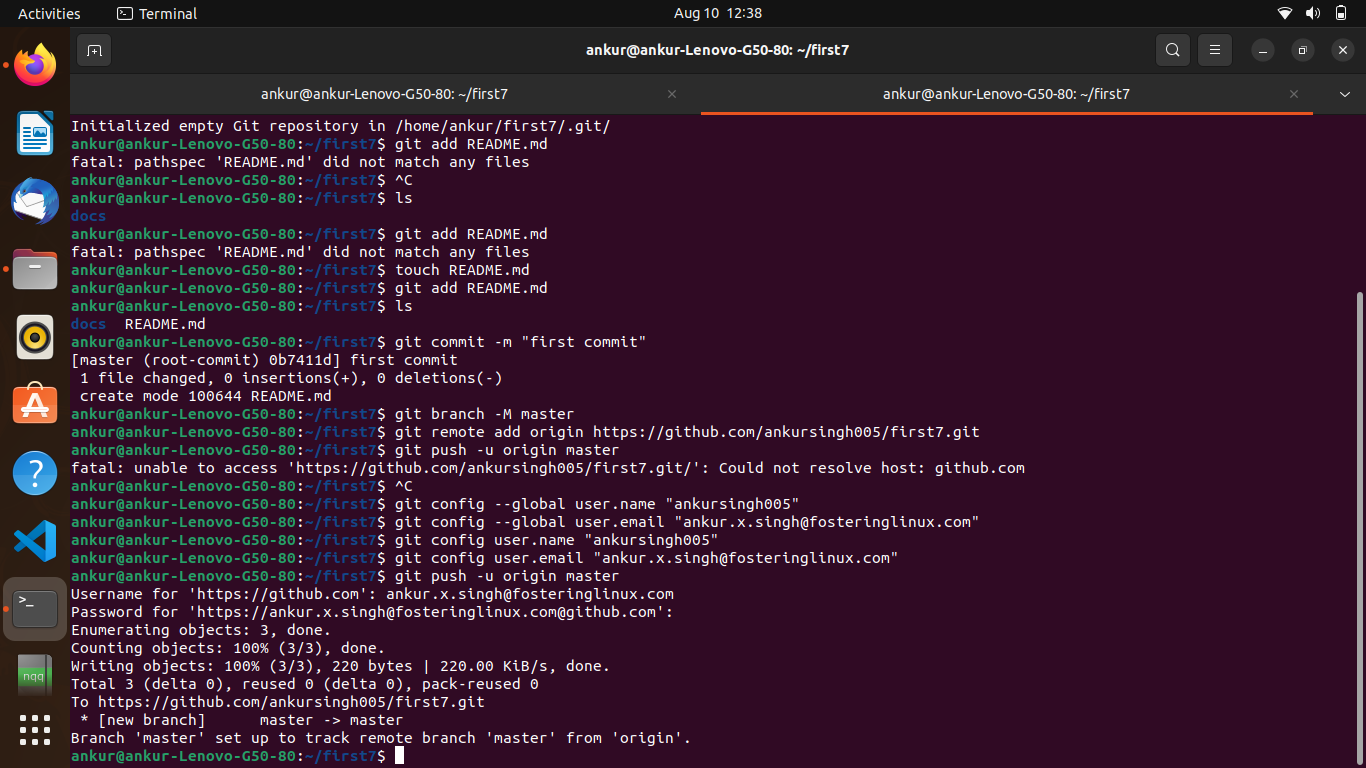 Activities
Terminal
Aug 10 12:38
ankur@ankur-Lenovo-G50-80: ~/first7
ankur@ankur-Lenovo-G50-80: ~/first7
ankur@ankur-Lenovo-G50-80: ~/first7
Initialized empty Git repository in /home/ankur/first7/.git/
ankur@ankur-Lenovo-G50-80:~/first7$ git add README.md
fatal: pathspec 'README.md' did not match any files
ankur@ankur-Lenovo-G50-80:~/first7$ ^C
ankur@ankur-Lenovo-G50-80:~/first7$ ls
docs
ankur@ankur-Lenovo-G50-80:~/first7$ git add README.md
fatal: pathspec 'README.md' did not match any files
ankur@ankur-Lenovo-G50-80:~/first7$ touch README.md
ankur@ankur-Lenovo-G50-80:~/first7$ git add README.md
ankur@ankur-Lenovo-G50-80:~/first7$ ls
docs  README.md
ankur@ankur-Lenovo-G50-80:~/first7$ git commit -m "first commit"
[master (root-commit) 0b7411d] first commit
 1 file changed, 0 insertions(+), 0 deletions(-)
 create mode 100644 README.md
ankur@ankur-Lenovo-G50-80:~/first7$ git branch -M master
ankur@ankur-Lenovo-G50-80:~/first7$ git remote add origin https://github.com/ankursingh005/first7.git
ankur@ankur-Lenovo-G50-80:~/first7$ git push -u origin master
fatal: unable to access 'https://github.com/ankursingh005/first7.git/': Could not resolve host: github.com
ankur@ankur-Lenovo-G50-80:~/first7$ ^C
ankur@ankur-Lenovo-G50-80:~/first7$ git config --global user.name "ankursingh005"
ankur@ankur-Lenovo-G50-80:~/first7$ git config --global user.email "ankur.x.singh@fosteringlinux.com"
ankur@ankur-Lenovo-G50-80:~/first7$ git config user.name "ankursingh005"
ankur@ankur-Lenovo-G50-80:~/first7$ git config user.email "ankur.x.singh@fosteringlinux.com"
ankur@ankur-Lenovo-G50-80:~/first7$ git push -u origin master
Username for 'https://github.com': ankur.x.singh@fosteringlinux.com
Password for 'https://ankur.x.singh@fosteringlinux.com@github.com':
Enumerating objects: 3, done.
Counting objects: 100% (3/3), done.
Writing objects: 100% (3/3), 220 bytes | 220.00 KiB/s, done.
Total 3 (delta 0), reused 0 (delta 0), pack-reused 0
To https://github.com/ankursingh005/first7.git
 * [new branch]      master -> master
Branch 'master' set up to track remote branch 'master' from 'origin'.
ankur@ankur-Lenovo-G50-80:~/first7$
nqq